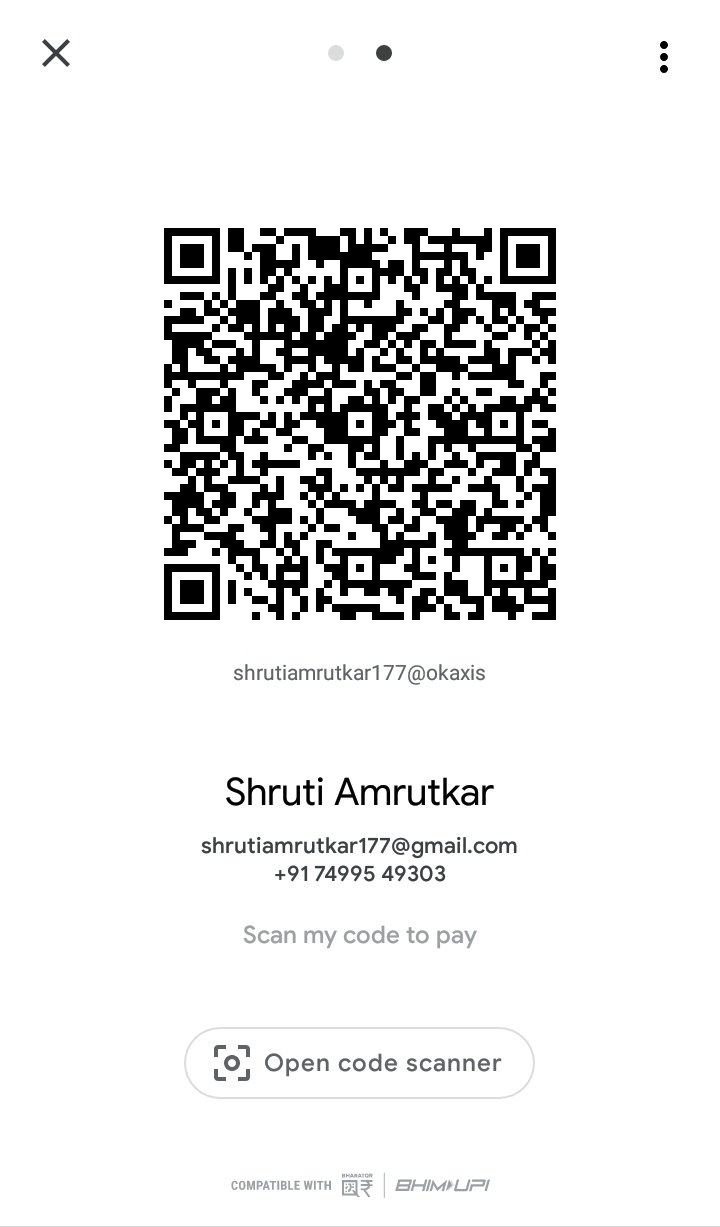 shrutiamrutkar177@okaxis
Shruti Amrutkar
shrutiamrutkar177@gmail.com
+91 74995 49303
Scan my code to pay
Open code scanner
COMPATIBLE WITH BHARATQR BHIM UPI